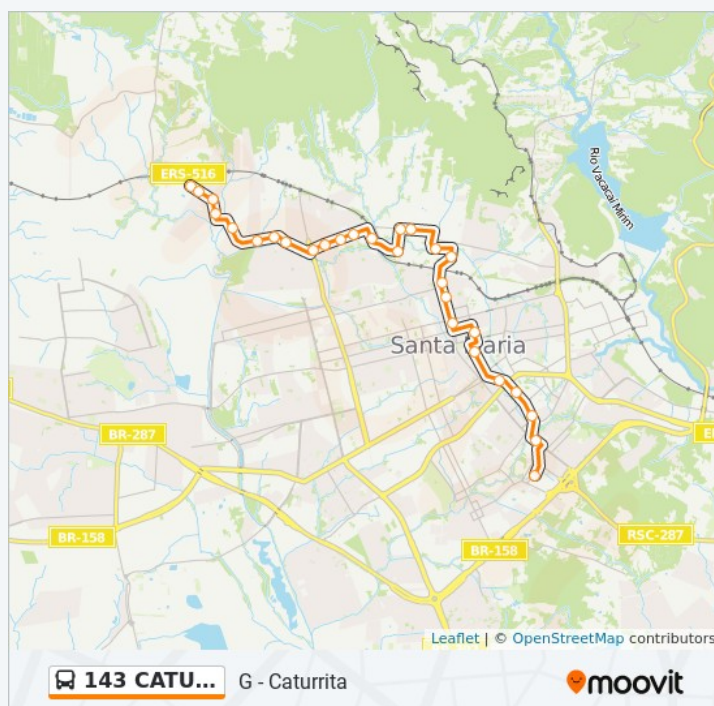 ERS-516
Rio Vacacaí Mirim
Santa Maria
BR-287
BR-158
BR-158
RSC-287
Leaflet | © OpenStreetMap contributors
143 CATU... G - Caturrita
moovit